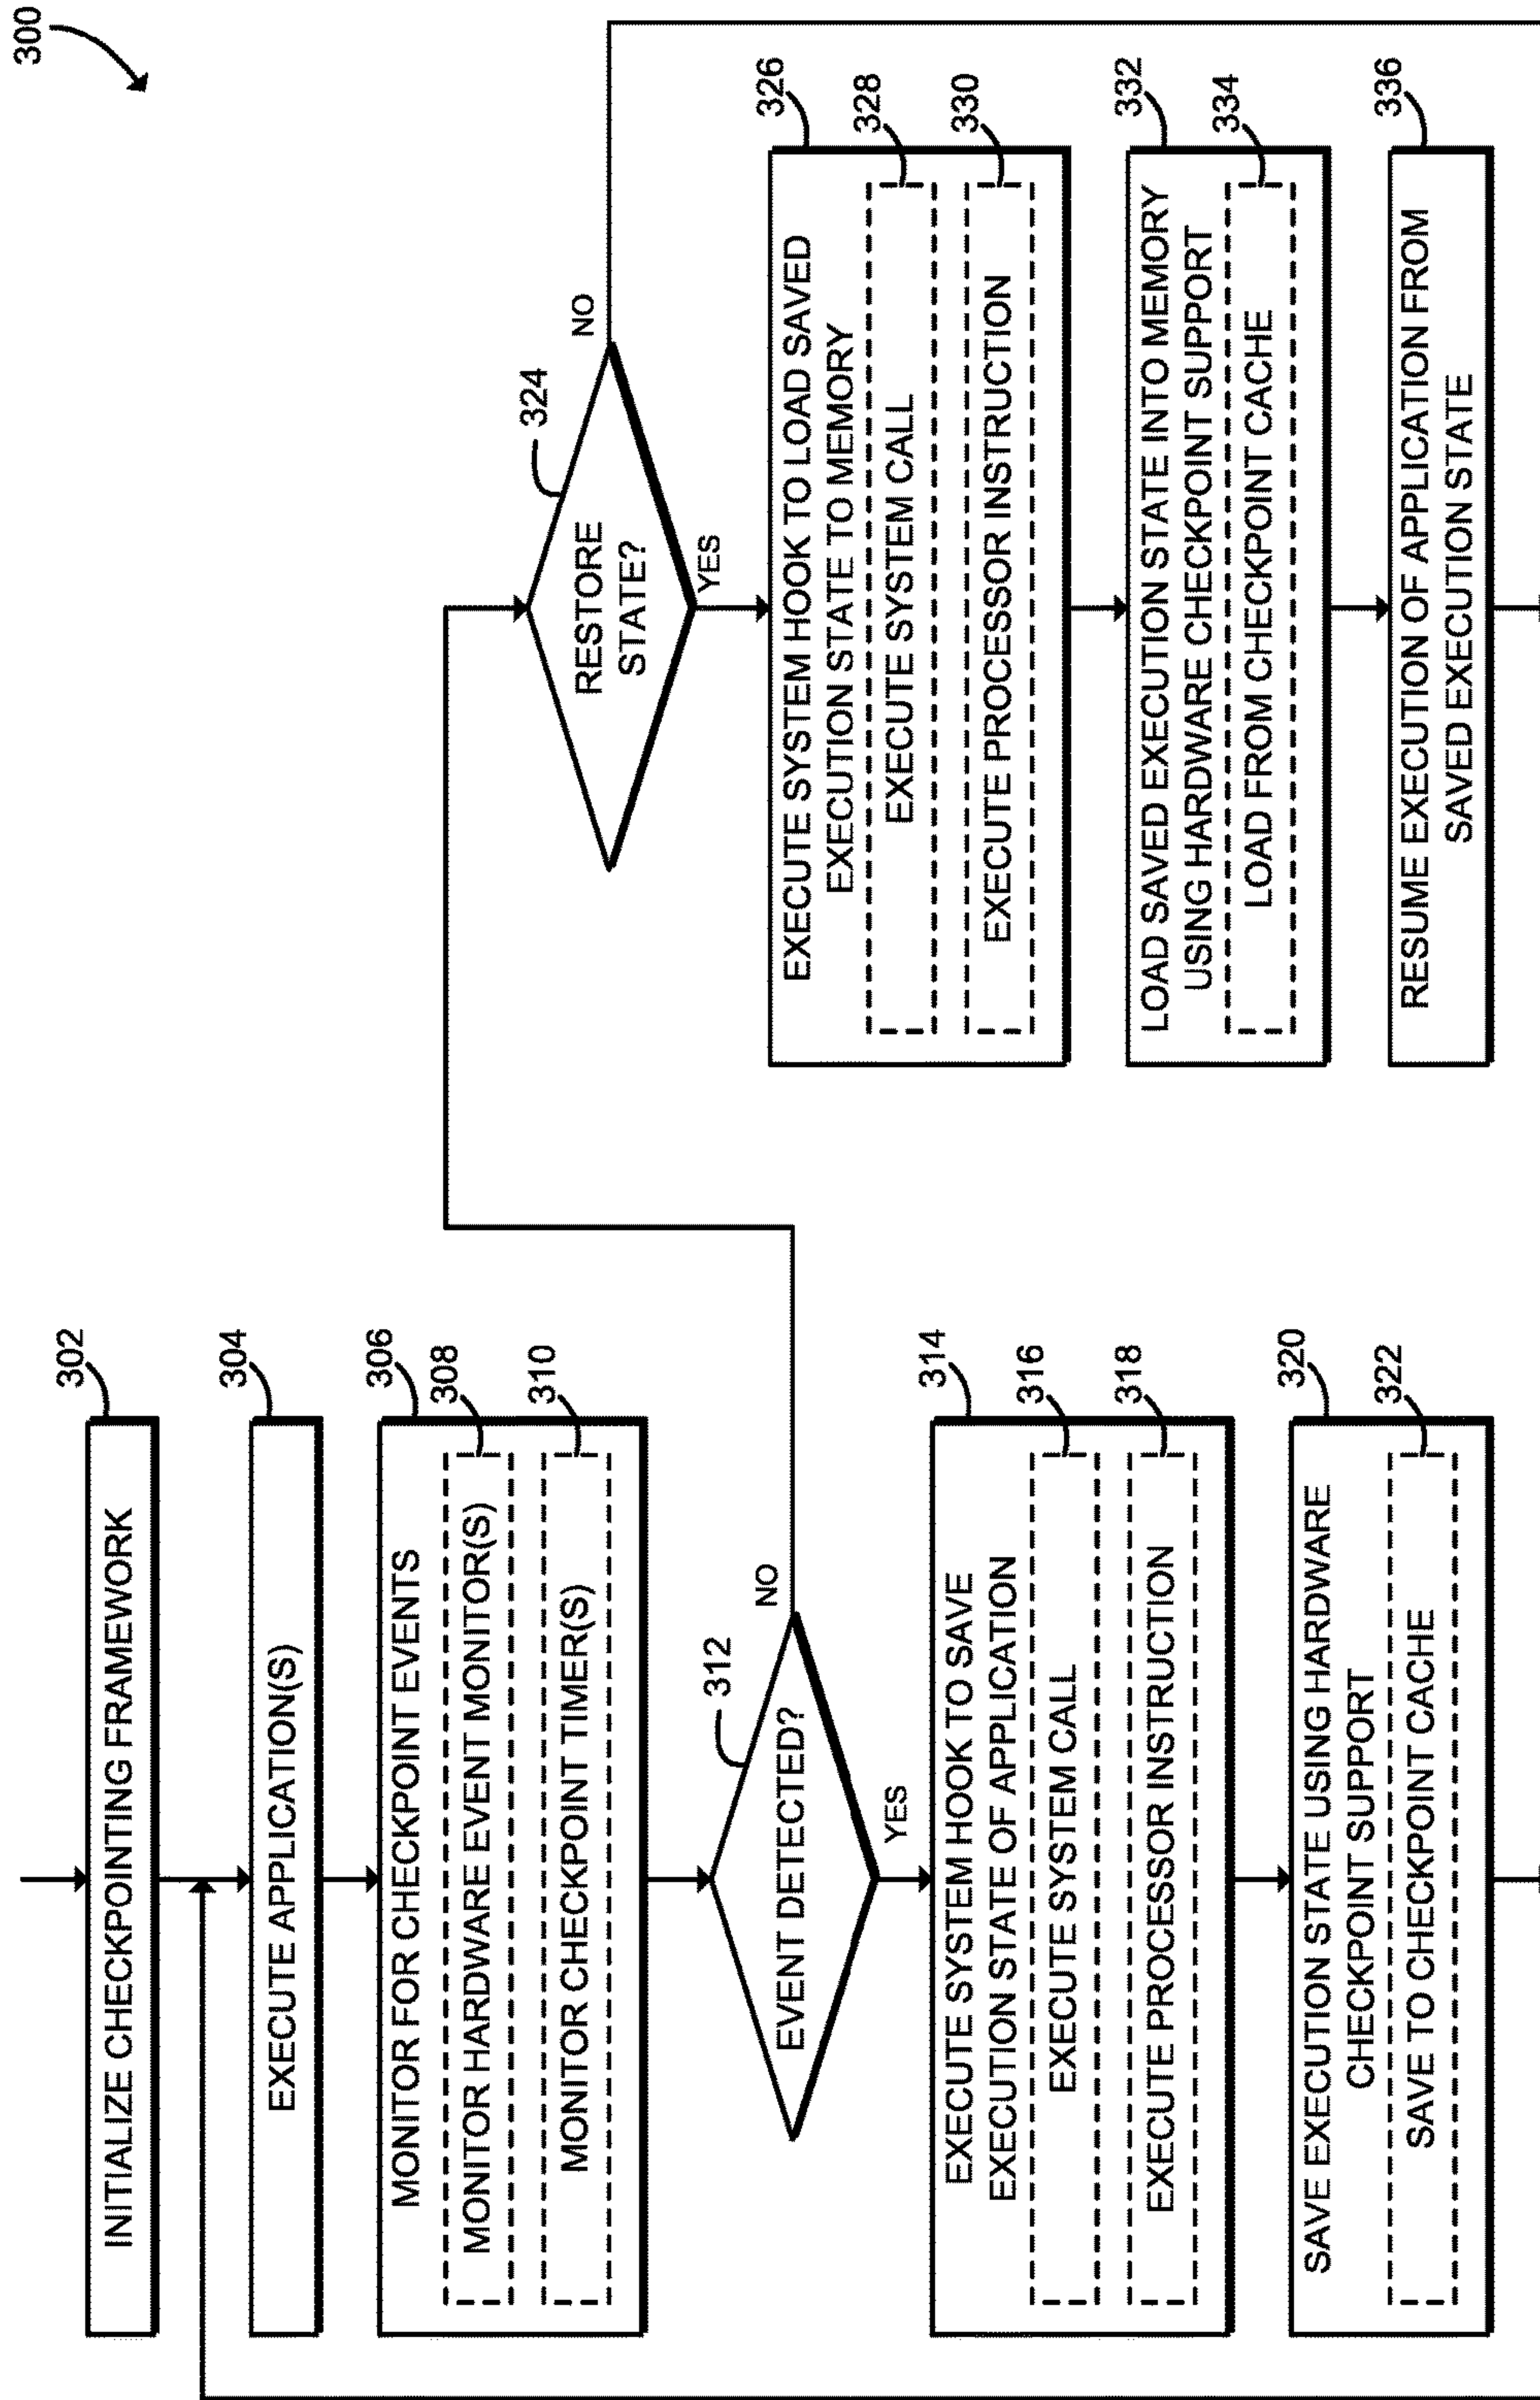 300
302
INITIALIZE CHECKPOINTING FRAMEWORK
304
EXECUTE APPLICATION(S)
306
MONITOR FOR CHECKPOINT EVENTS
308
MONITOR HARDWARE EVENT MONITOR(S)
310
MONITOR CHECKPOINT TIMER(S)
312
EVENT DETECTED?
NO
YES
314
EXECUTE SYSTEM HOOK TO SAVE
EXECUTION STATE OF APPLICATION
316
EXECUTE SYSTEM CALL
318
EXECUTE PROCESSOR INSTRUCTION
320
SAVE EXECUTION STATE USING HARDWARE
CHECKPOINT SUPPORT
322
SAVE TO CHECKPOINT CACHE
324
RESTORE
STATE?
NO
YES
326
EXECUTE SYSTEM HOOK TO LOAD SAVED
EXECUTION STATE TO MEMORY
328
EXECUTE SYSTEM CALL
330
EXECUTE PROCESSOR INSTRUCTION
332
LOAD SAVED EXECUTION STATE INTO MEMORY
USING HARDWARE CHECKPOINT SUPPORT
334
LOAD FROM CHECKPOINT CACHE
336
RESUME EXECUTION OF APPLICATION FROM
SAVED EXECUTION STATE